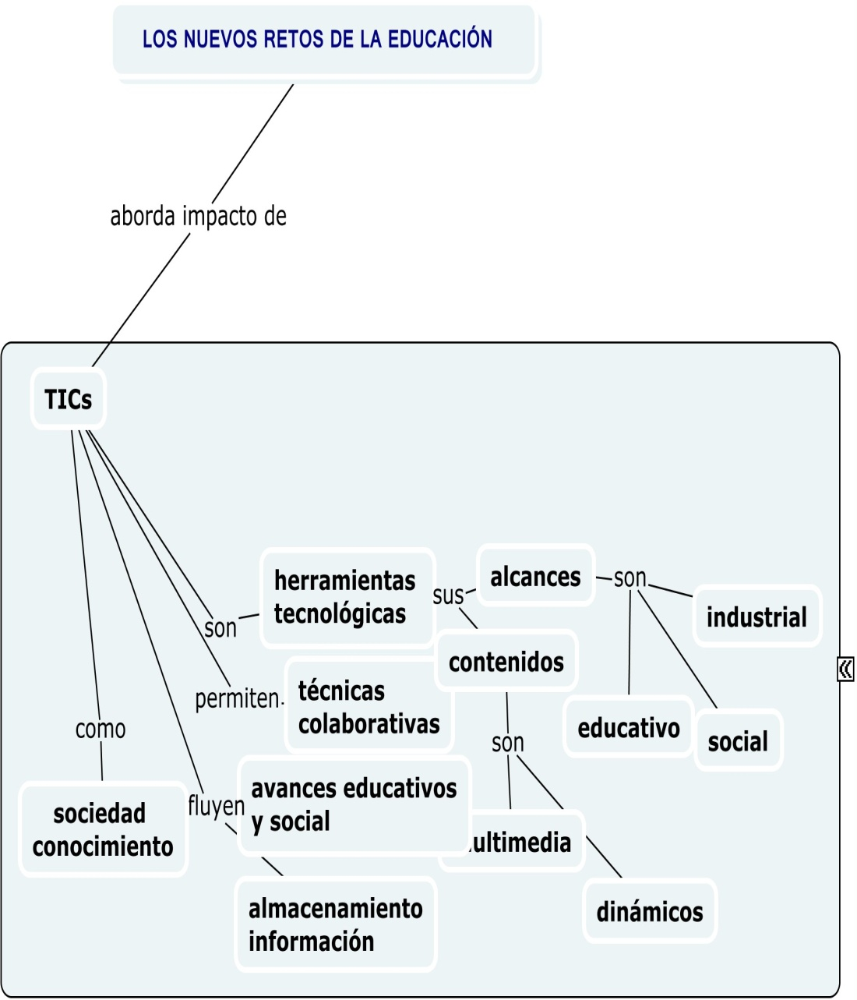 LOS NUEVOS RETOS DE LA EDUCACIÓN
aborda impacto de
TICs
herramientas
tecnológicas
sus
alcances
son
industrial
son
contenidos
permiten
técnicas
colaborativas
educativo
social
como
son
sociedad
conocimiento
fluyen
avances educativos
y social
ultimedia
almacenamiento
información
dinámicos